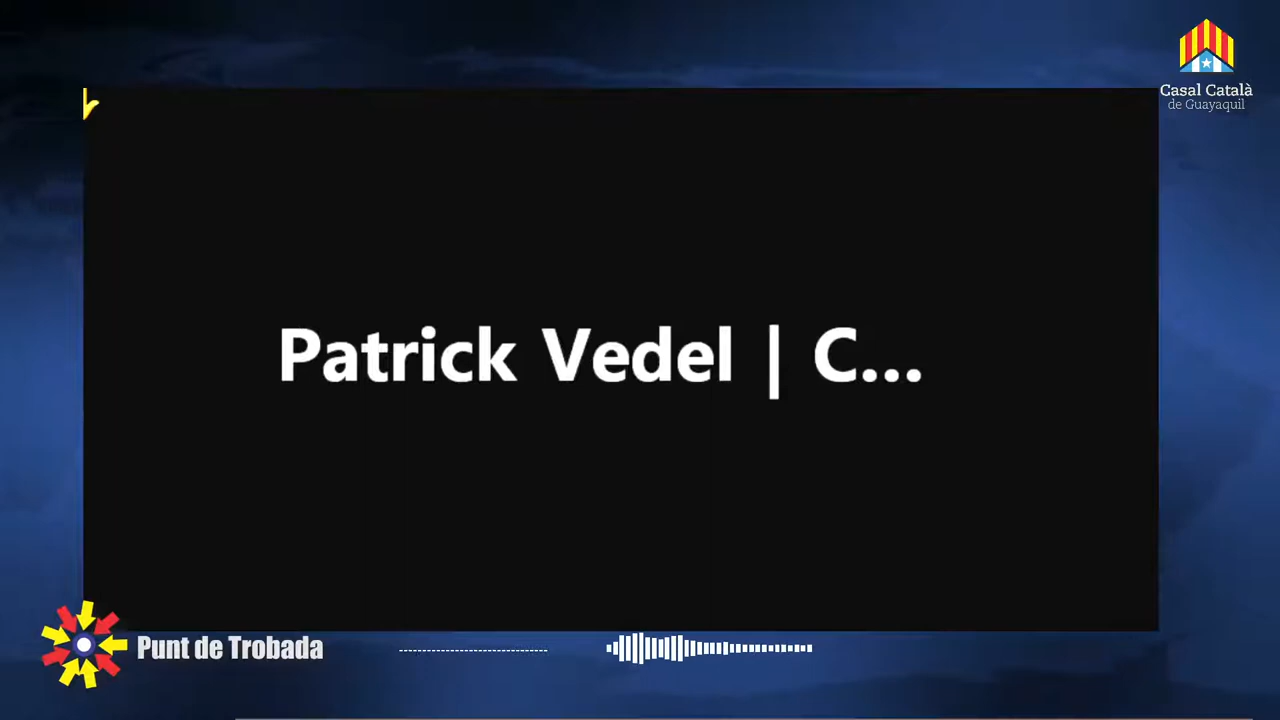 Casal Català
de Guayaquil
Patrick Vedel | C...
Punt de Trobada